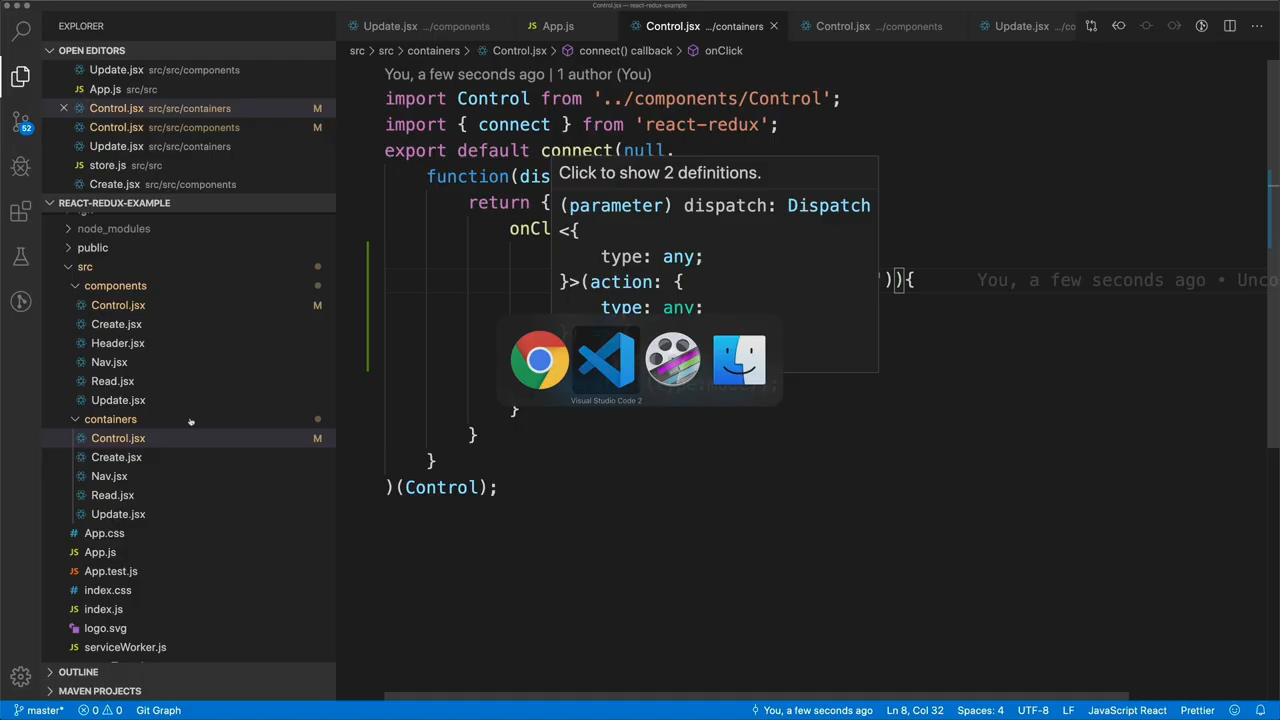 Control.jsx — react-redux-example
EXPLORER
OPEN EDITORS
Update.jsx src/src/components
App.js src/src
Control.jsx src/src/containers M
Control.jsx src/src/components M
Update.jsx src/src/containers
store.js src/src
Create.jsx src/src/components
REACT-REDUX-EXAMPLE
node_modules
public
src
components
Control.jsx M
Create.jsx
Header.jsx
Nav.jsx
Read.jsx
Update.jsx
containers
Control.jsx M
Create.jsx
Nav.jsx
Read.jsx
Update.jsx
App.css
App.js
App.test.js
index.css
index.js
logo.svg
serviceWorker.js
OUTLINE
MAVEN PROJECTS
52
Update.jsx .../components
App.js
Control.jsx .../containers
Control.jsx .../containers
Update.jsx .../co
src > src > containers > Control.jsx > connect() callback > onClick
You, a few seconds ago | 1 author (You)
import Control from '../components/Control';
import { connect } from 'react-redux';
export default connect(null,
function(dis
return {
onCl
')){ You, a few seconds ago • Unco
}
}
}
)(Control);
Click to show 2 definitions.
(parameter) dispatch: Dispatch
<{
type: any;
}>(action: {
type: any;
Visual Studio Code 2
master* 0 0 Git Graph
You, a few seconds ago Ln 8, Col 32 Spaces: 4 UTF-8 LF JavaScript React Prettier